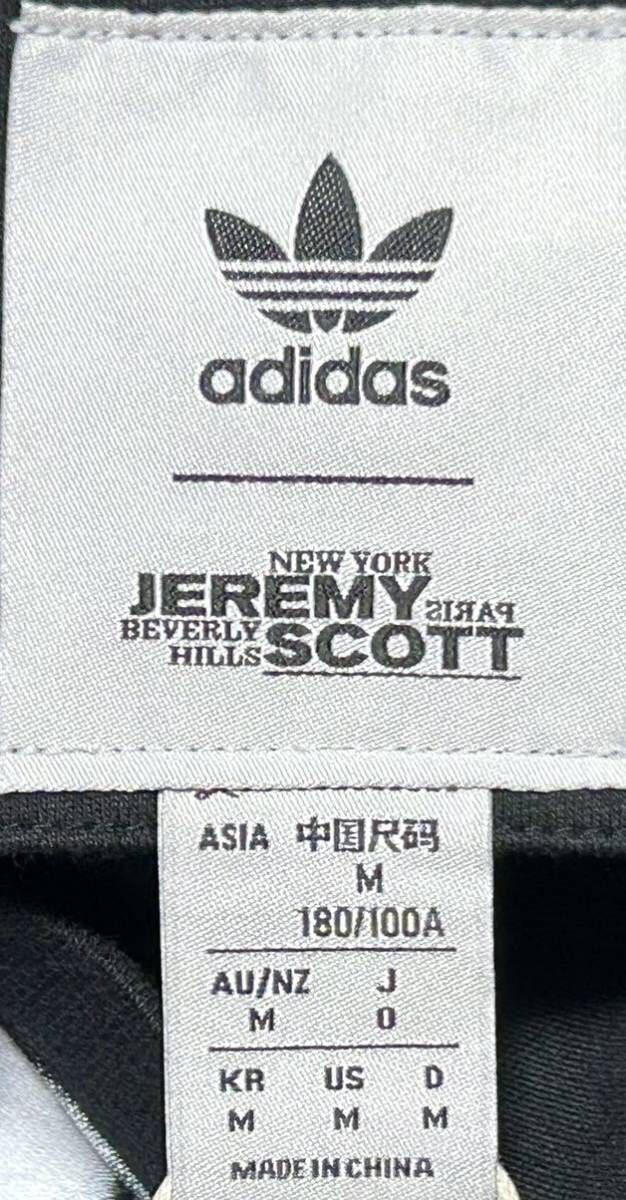 adidas
NEW YORK
JEREMY PARIS
BEVERLY
HILLS SCOTT
ASIA 中国尺码
M
180/100A
AU/NZ J
M O
KR US D
M M M
MADE IN CHINA